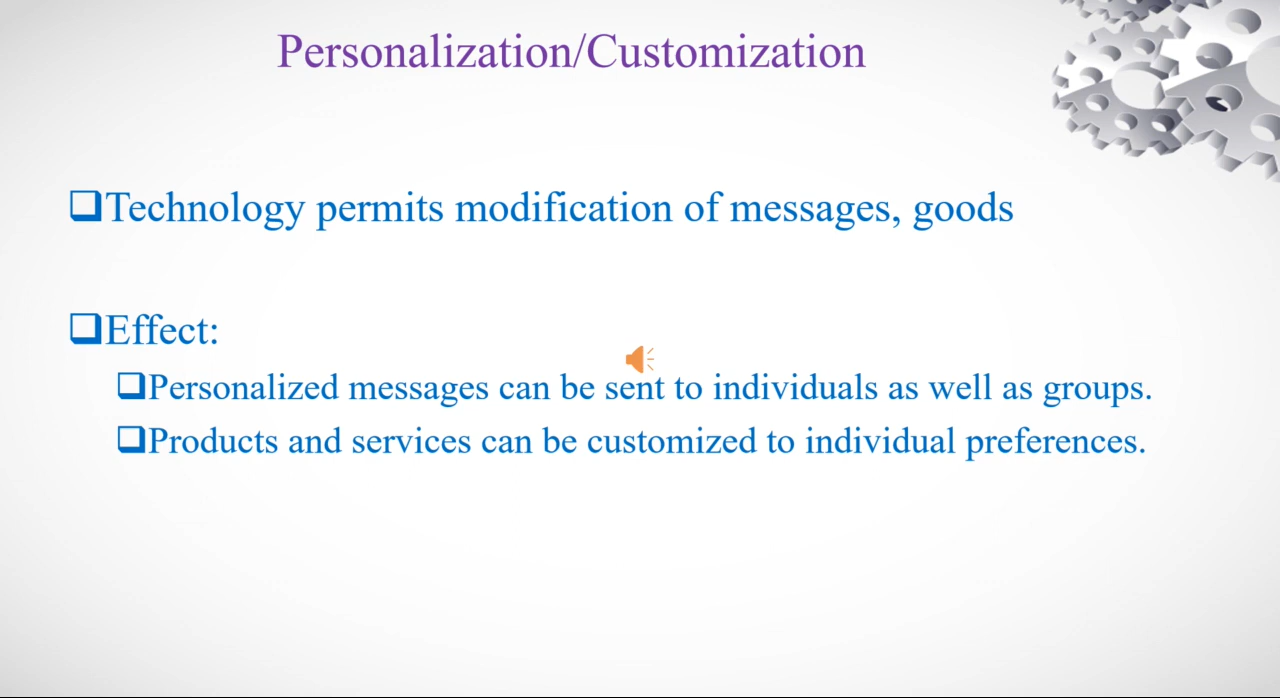 Personalization/Customization
❑Technology permits modification of messages, goods
❑Effect:
❑Personalized messages can be sent to individuals as well as groups.
❑Products and services can be customized to individual preferences.